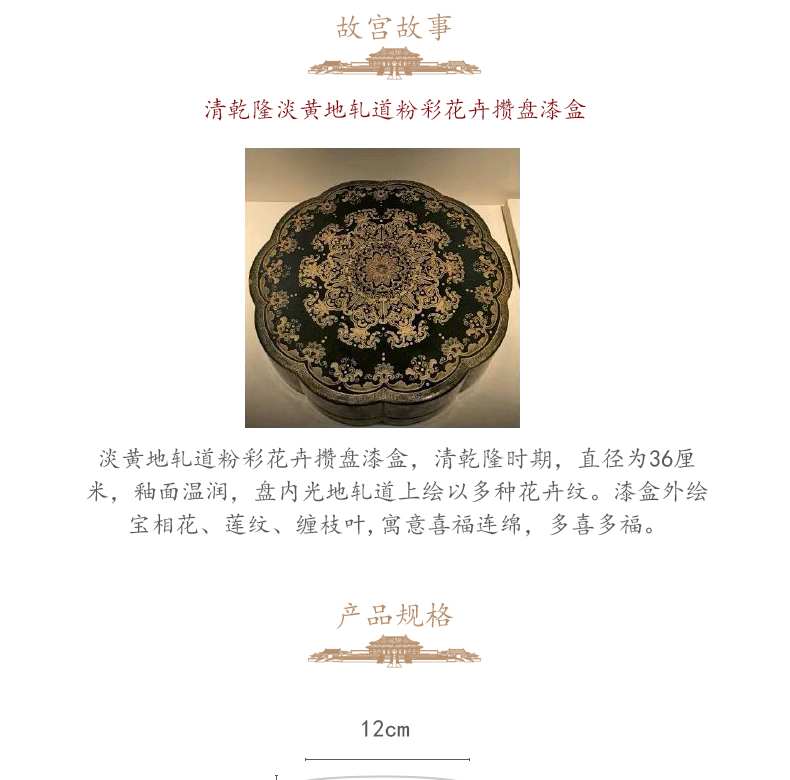 故宫故事
清乾隆淡黄地轧道粉彩花卉攒盘漆盒
淡黄地轧道粉彩花卉攒盘漆盒，清乾隆时期，直径为36厘
米，釉面温润，盘内光地轧道上绘以多种花卉纹。漆盒外绘
宝相花、莲纹、缠枝叶,寓意喜福连绵，多喜多福。
产品规格
12cm